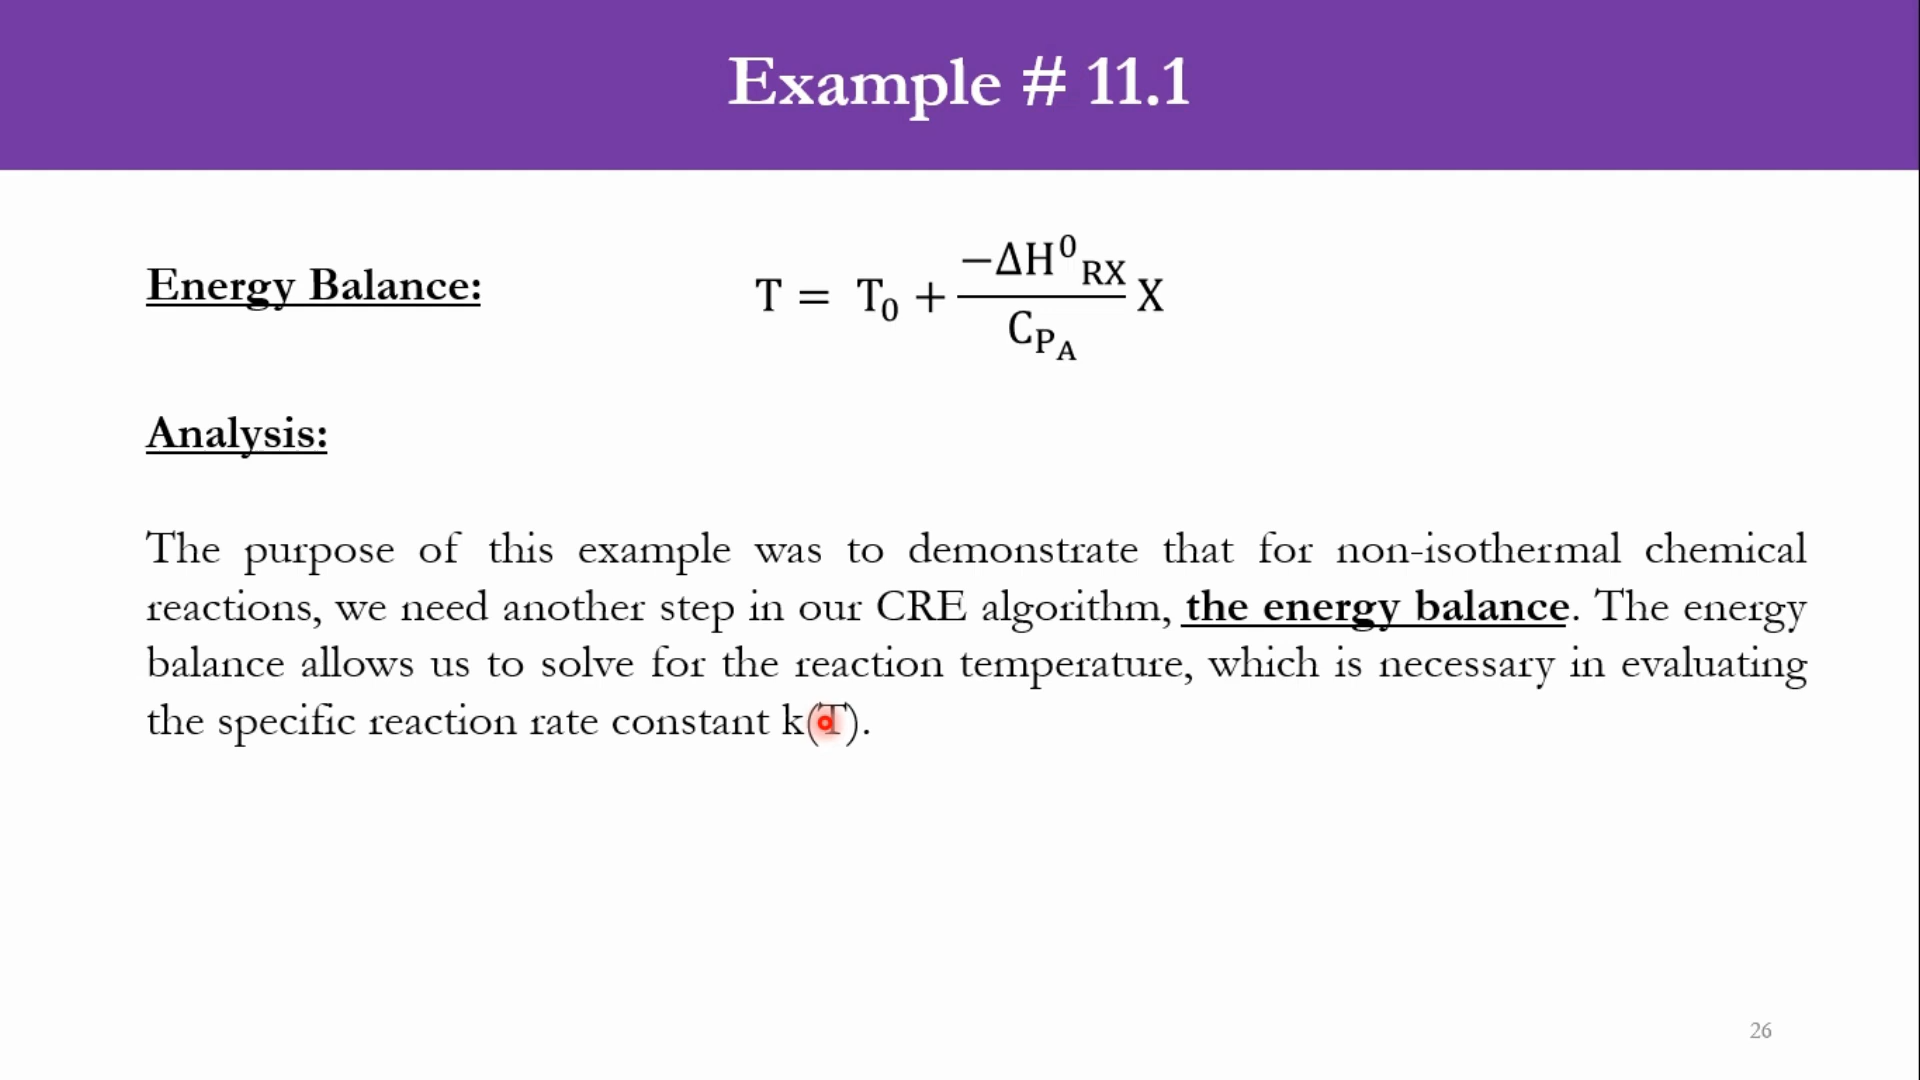 Example # 11.1
Energy Balance: T = T₀ + −ΔH⁰RX / CPA X
Analysis:
The purpose of this example was to demonstrate that for non-isothermal chemical
reactions, we need another step in our CRE algorithm, the energy balance. The energy
balance allows us to solve for the reaction temperature, which is necessary in evaluating
the specific reaction rate constant k(T).
26